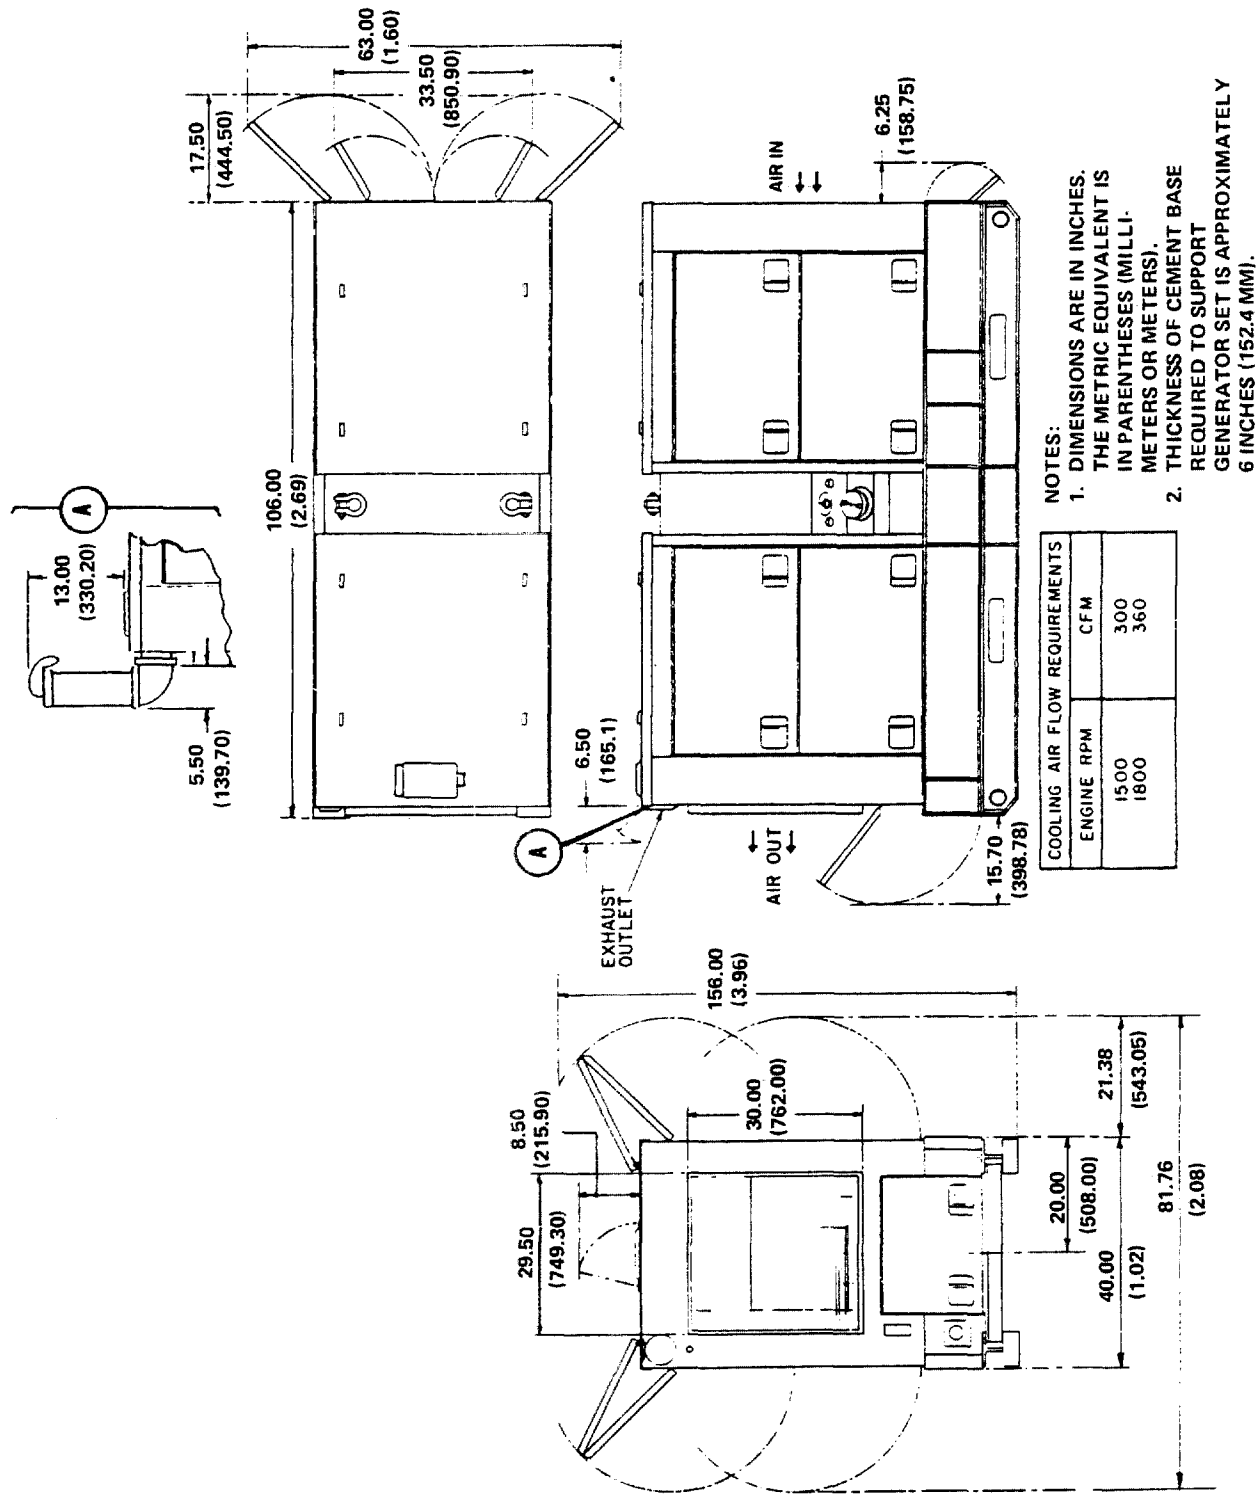 A
13.00
(330.20)
5.50
(139.70)
106.00
(2.69)
17.50
(444.50)
63.00
(1.60)
33.50
(850.90)
6.50
(165.1)
A
EXHAUST
OUTLET
AIR OUT
AIR IN
6.25
(158.75)
15.70
(398.78)
156.00
(3.96)
8.50
(215.90)
29.50
(749.30)
30.00
(762.00)
21.38
(543.05)
20.00
(508.00)
40.00
(1.02)
81.76
(2.08)
COOLING AIR FLOW REQUIREMENTS
ENGINE RPM CFM
1500 300
1800 360
NOTES:
1. DIMENSIONS ARE IN INCHES.
THE METRIC EQUIVALENT IS
IN PARENTHESES (MILLI-
METERS OR METERS).
2. THICKNESS OF CEMENT BASE
REQUIRED TO SUPPORT
GENERATOR SET IS APPROXIMATELY
6 INCHES (152.4 MM).